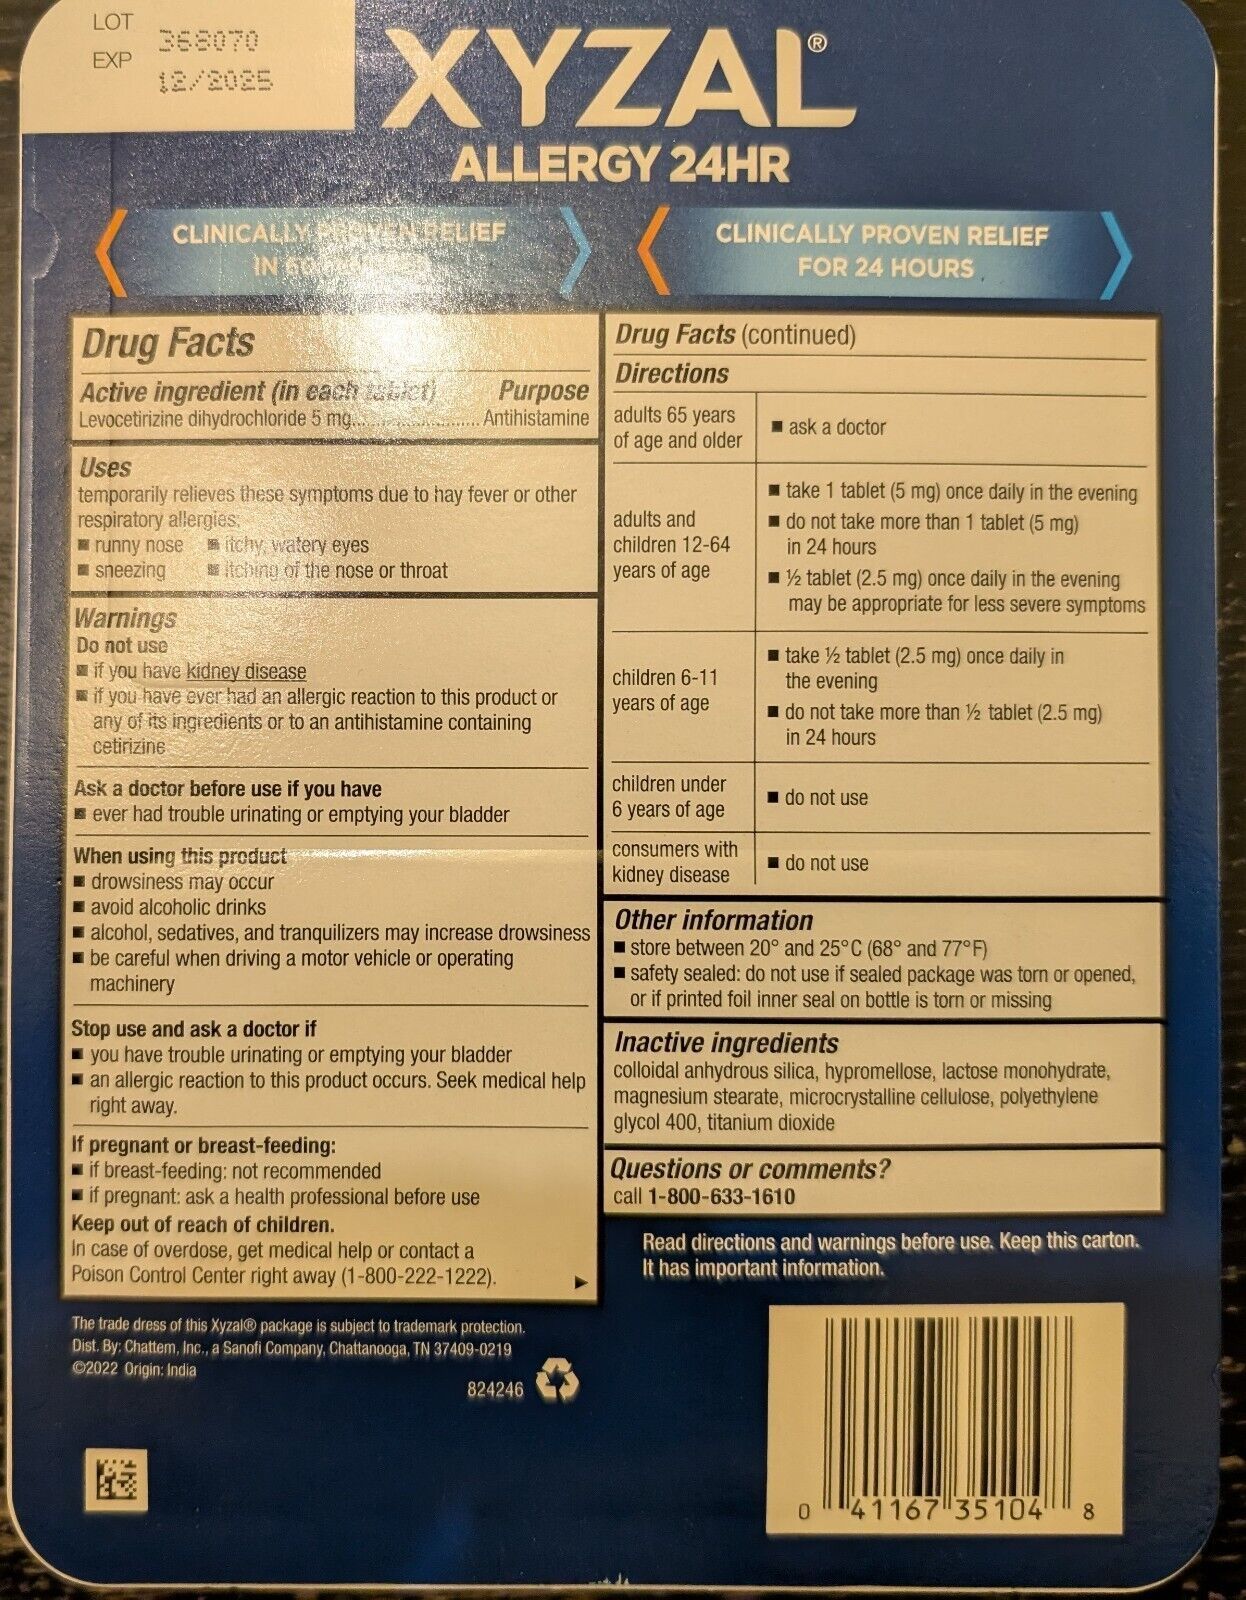 LOT 368070
EXP 12/2025
XYZAL®
ALLERGY 24HR
CLINICALLY PROVEN RELIEF
IN 60
CLINICALLY PROVEN RELIEF
FOR 24 HOURS
Drug Facts
Active ingredient (in each tablet) Purpose
Levocetirizine dihydrochloride 5 mg........................ Antihistamine
Uses
temporarily relieves these symptoms due to hay fever or other
respiratory allergies:
■ runny nose ■ itchy, watery eyes
■ sneezing ■ itching of the nose or throat
Warnings
Do not use
■ if you have kidney disease
■ if you have ever had an allergic reaction to this product or
any of its ingredients or to an antihistamine containing
cetirizine
Ask a doctor before use if you have
■ ever had trouble urinating or emptying your bladder
When using this product
■ drowsiness may occur
■ avoid alcoholic drinks
■ alcohol, sedatives, and tranquilizers may increase drowsiness
■ be careful when driving a motor vehicle or operating
machinery
Stop use and ask a doctor if
■ you have trouble urinating or emptying your bladder
■ an allergic reaction to this product occurs. Seek medical help
right away.
If pregnant or breast-feeding:
■ if breast-feeding: not recommended
■ if pregnant: ask a health professional before use
Keep out of reach of children.
In case of overdose, get medical help or contact a
Poison Control Center right away (1-800-222-1222).
Drug Facts (continued)
Directions
adults 65 years
of age and older
■ ask a doctor
adults and
children 12-64
years of age
■ take 1 tablet (5 mg) once daily in the evening
■ do not take more than 1 tablet (5 mg)
in 24 hours
■ ½ tablet (2.5 mg) once daily in the evening
may be appropriate for less severe symptoms
children 6-11
years of age
■ take ½ tablet (2.5 mg) once daily in
the evening
■ do not take more than ½ tablet (2.5 mg)
in 24 hours
children under
6 years of age
■ do not use
consumers with
kidney disease
■ do not use
Other information
■ store between 20° and 25°C (68° and 77°F)
■ safety sealed: do not use if sealed package was torn or opened,
or if printed foil inner seal on bottle is torn or missing
Inactive ingredients
colloidal anhydrous silica, hypromellose, lactose monohydrate,
magnesium stearate, microcrystalline cellulose, polyethylene
glycol 400, titanium dioxide
Questions or comments?
call 1-800-633-1610
Read directions and warnings before use. Keep this carton.
It has important information.
The trade dress of this Xyzal® package is subject to trademark protection.
Dist. By: Chattem, Inc., a Sanofi Company, Chattanooga, TN 37409-0219
©2022 Origin: India
824246
0 41167 35104 8